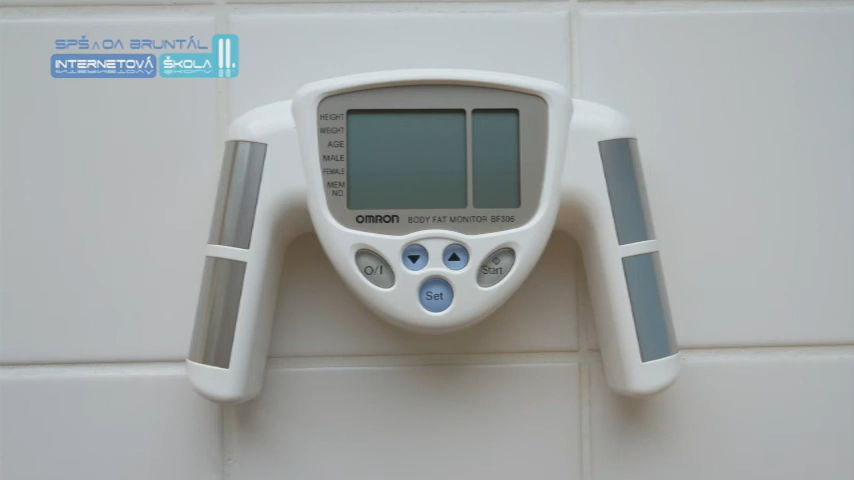 SPŠ A OA BRUNTÁL
INTERNETOVÁ ŠKOLA II.
HEIGHT
WEIGHT
AGE
MALE
FEMALE
MEM
NO
OMRON BODY FAT MONITOR BF306
O/I
Start
Set